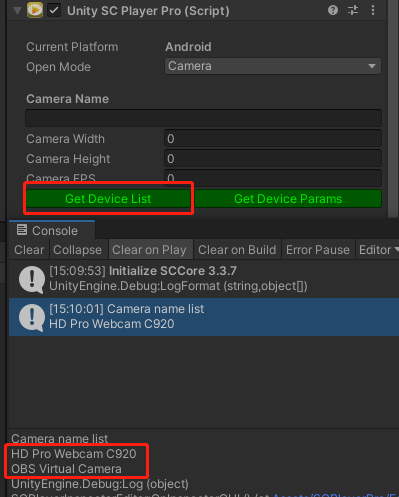 Unity SC Player Pro (Script)
Current Platform Android
Open Mode Camera
Camera Name
Camera Width 0
Camera Height 0
Camera FPS 0
Get Device List Get Device Params
Console
Clear Collapse Clear on Play Clear on Build Error Pause Editor
[15:09:53] Initialize SCCore 3.3.7
UnityEngine.Debug:LogFormat (string,object[])
[15:10:01] Camera name list
HD Pro Webcam C920
Camera name list
HD Pro Webcam C920
OBS Virtual Camera
UnityEngine.Debug:Log (object)